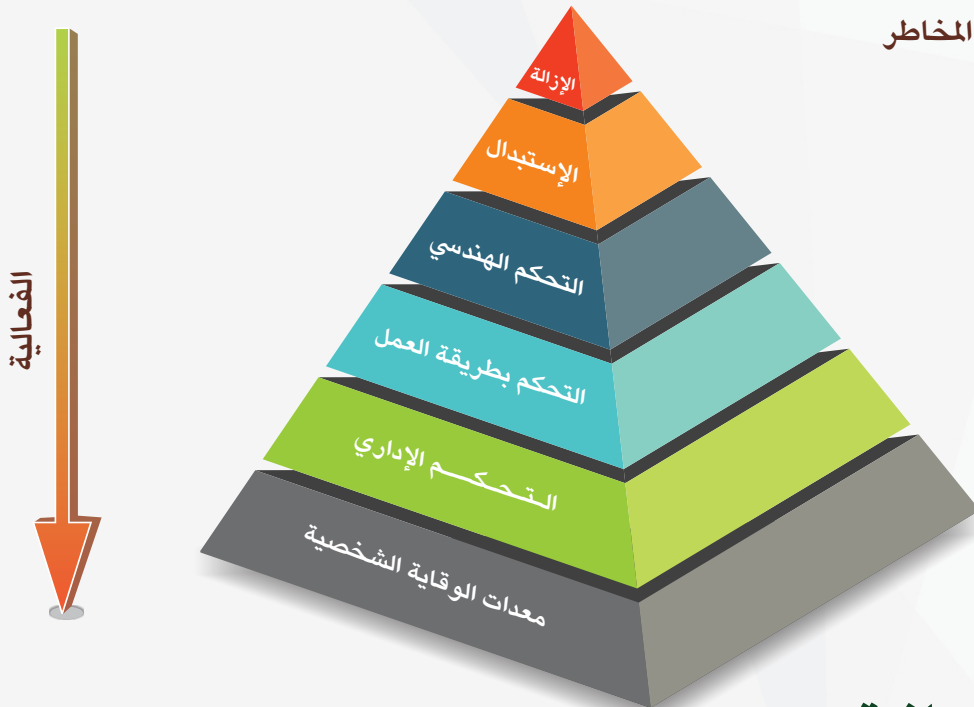 المخاطر
الإزالة
الإستبدال
التحكم الهندسي
التحكم بطريقة العمل
التحكم الإداري
معدات الوقاية الشخصية
الفعالية